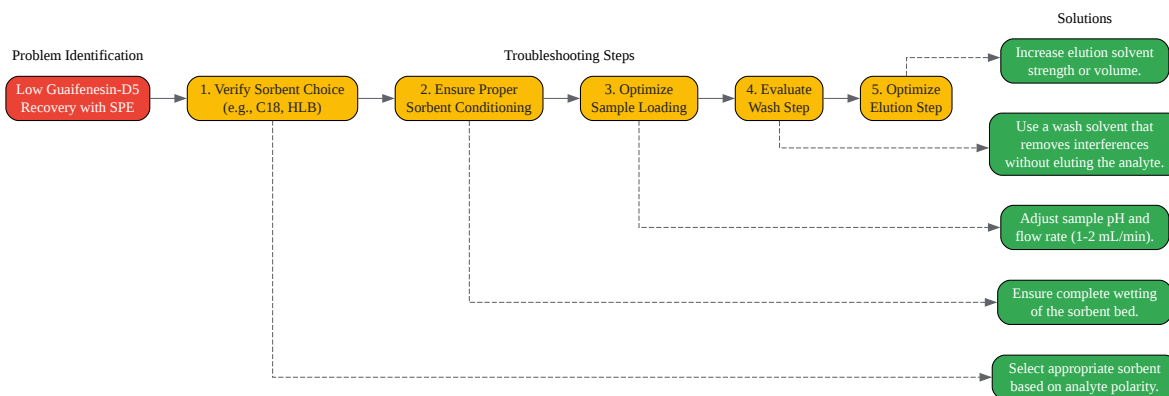 Solutions
Problem Identification
Troubleshooting Steps
Low Guaifenesin-D5
Recovery with SPE
1. Verify Sorbent Choice
(e.g., C18, HLB)
2. Ensure Proper
Sorbent Conditioning
3. Optimize
Sample Loading
4. Evaluate
Wash Step
5. Optimize
Elution Step
Increase elution solvent
strength or volume.
Use a wash solvent that
removes interferences
without eluting the analyte.
Adjust sample pH and
flow rate (1-2 mL/min).
Ensure complete wetting
of the sorbent bed.
Select appropriate sorbent
based on analyte polarity.